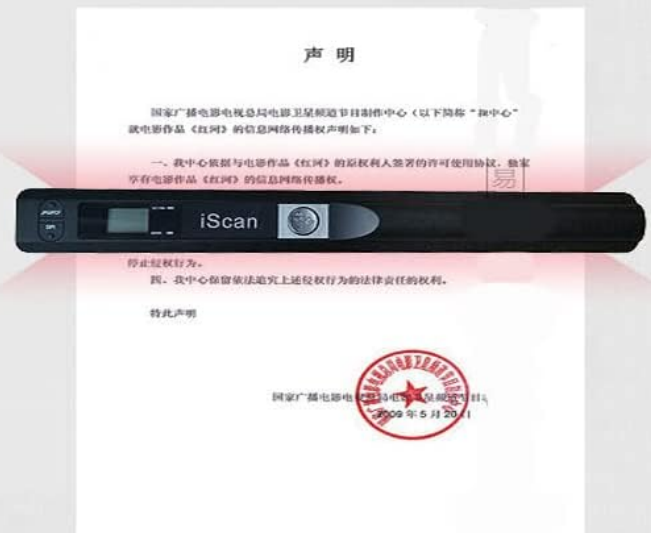 声 明
国家广播电影电视总局电影卫星频道节目制作中心（以下简称“我中心”
就电影作品《红河》的信息网络传播权声明如下：
一、我中心依据与电影作品《红河》的原权利人签署的许可使用协议，独家
享有电影作品《红河》的信息网络传播权。
易
iScan
停止侵权行为。
四、我中心保留依法追究上述侵权行为的法律责任的权利。
特此声明
国家广播电
2009 年 5 月 20